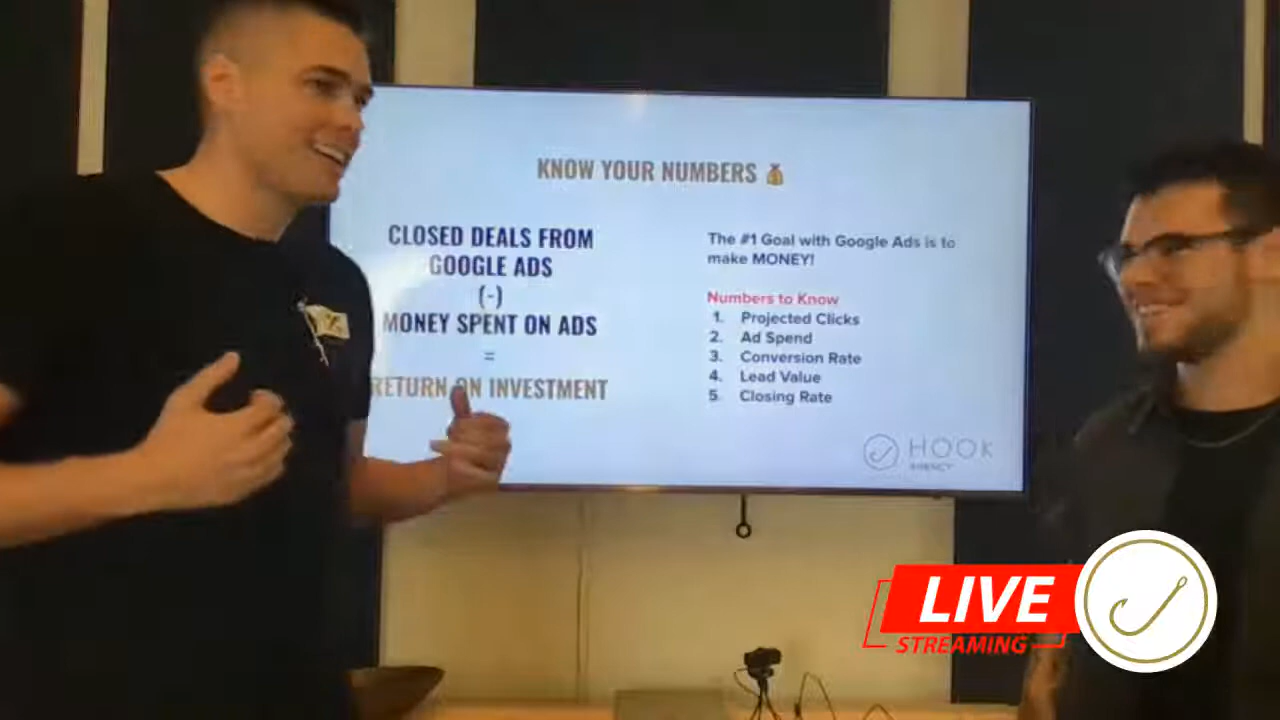 KNOW YOUR NUMBERS 💰
CLOSED DEALS FROM
GOOGLE ADS
(-)
MONEY SPENT ON ADS
=
RETURN ON INVESTMENT
The #1 Goal with Google Ads is to
make MONEY!
Numbers to Know
1. Projected Clicks
2. Ad Spend
3. Conversion Rate
4. Lead Value
5. Closing Rate
HOOK
AGENCY
LIVE
STREAMING